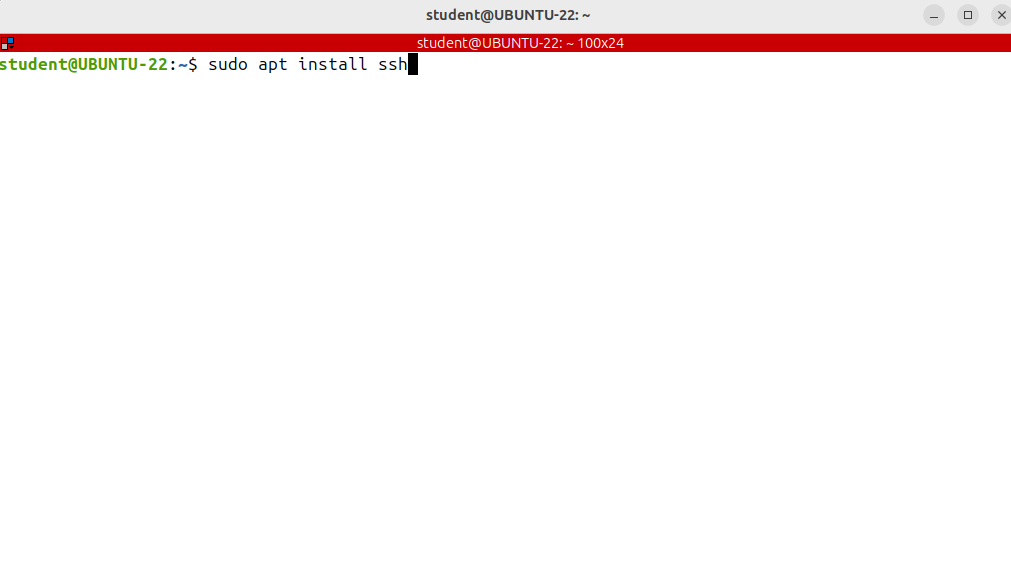 student@UBUNTU-22: ~
student@UBUNTU-22: ~ 100x24
student@UBUNTU-22:~$ sudo apt install ssh